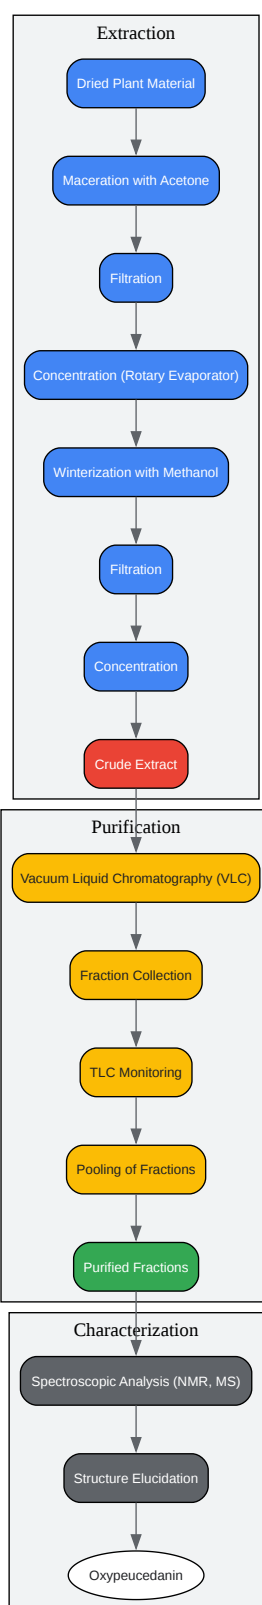 Extraction
Dried Plant Material
Maceration with Acetone
Filtration
Concentration (Rotary Evaporator)
Winterization with Methanol
Filtration
Concentration
Crude Extract
Purification
Vacuum Liquid Chromatography (VLC)
Fraction Collection
TLC Monitoring
Pooling of Fractions
Purified Fractions
Characterization
Spectroscopic Analysis (NMR, MS)
Structure Elucidation
Oxypeucedanin